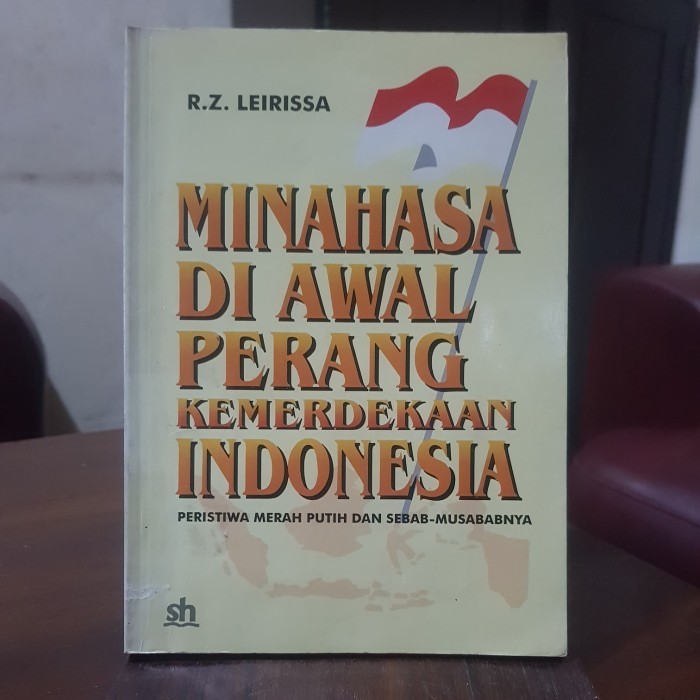 R.Z. LEIRISSA
MINAHASA
DI AWAL
PERANG
KEMERDEKAAN
INDONESIA
PERISTIWA MERAH PUTIH DAN SEBAB-MUSABABNYA
sh